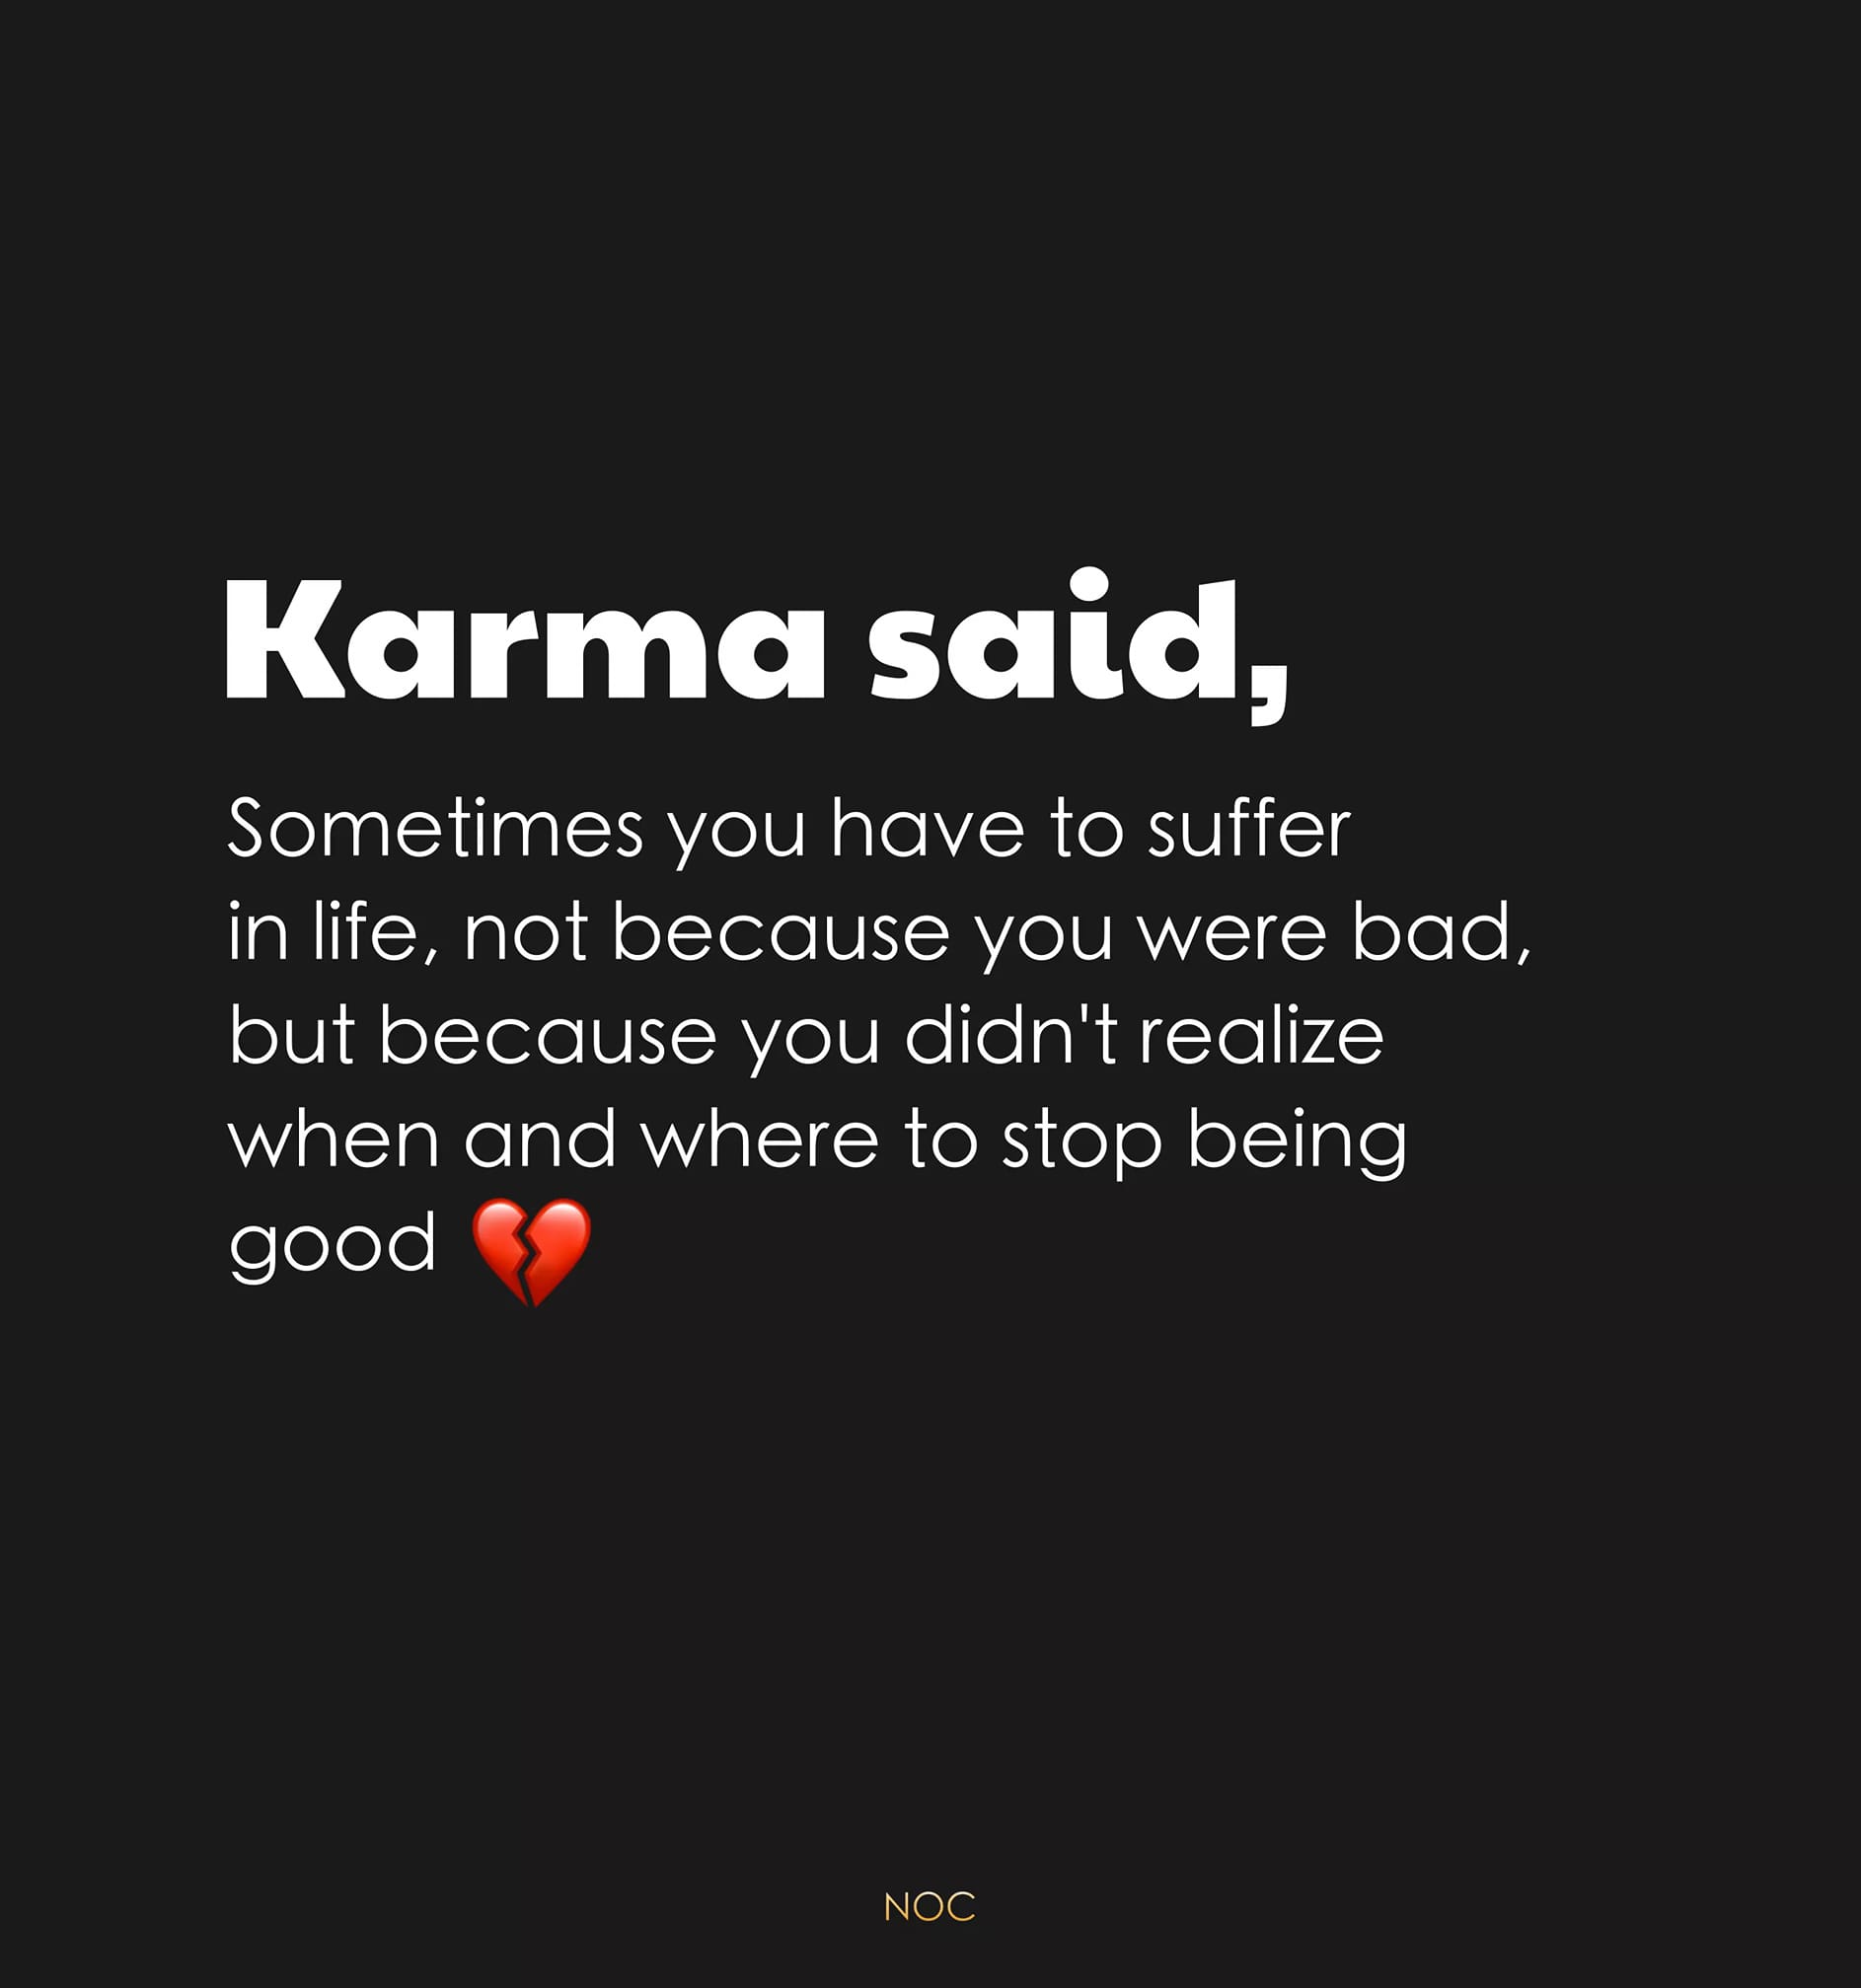 Karma said,
Sometimes you have to suffer
in life, not because you were bad,
but because you didn't realize
when and where to stop being
good 💔
NOC